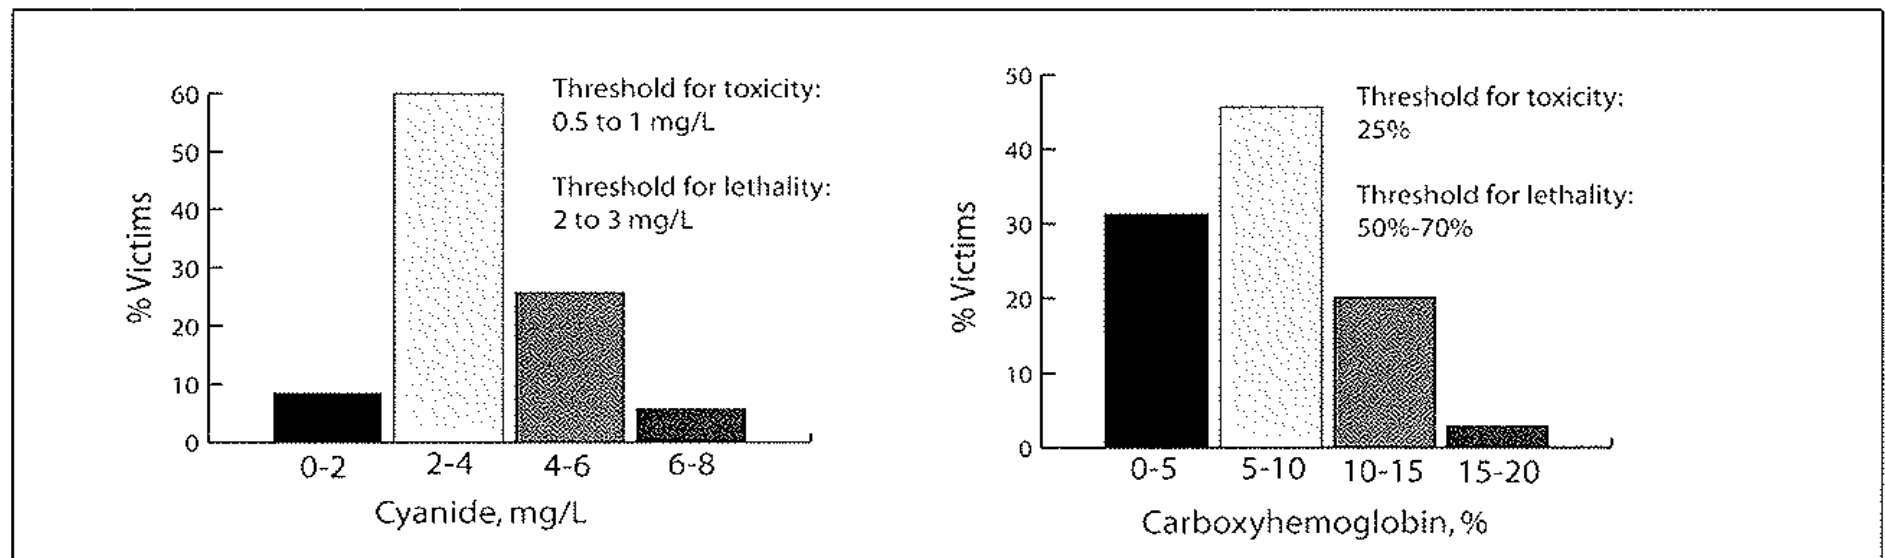 60
50
40
30
20
10
0
% Victims
Threshold for toxicity:
0.5 to 1 mg/L
Threshold for lethality:
2 to 3 mg/L
0-2
2-4
4-6
6-8
Cyanide, mg/L
50
40
30
20
10
0
% Victims
Threshold for toxicity:
25%
Threshold for lethality:
50%-70%
0-5
5-10
10-15
15-20
Carboxyhemoglobin, %